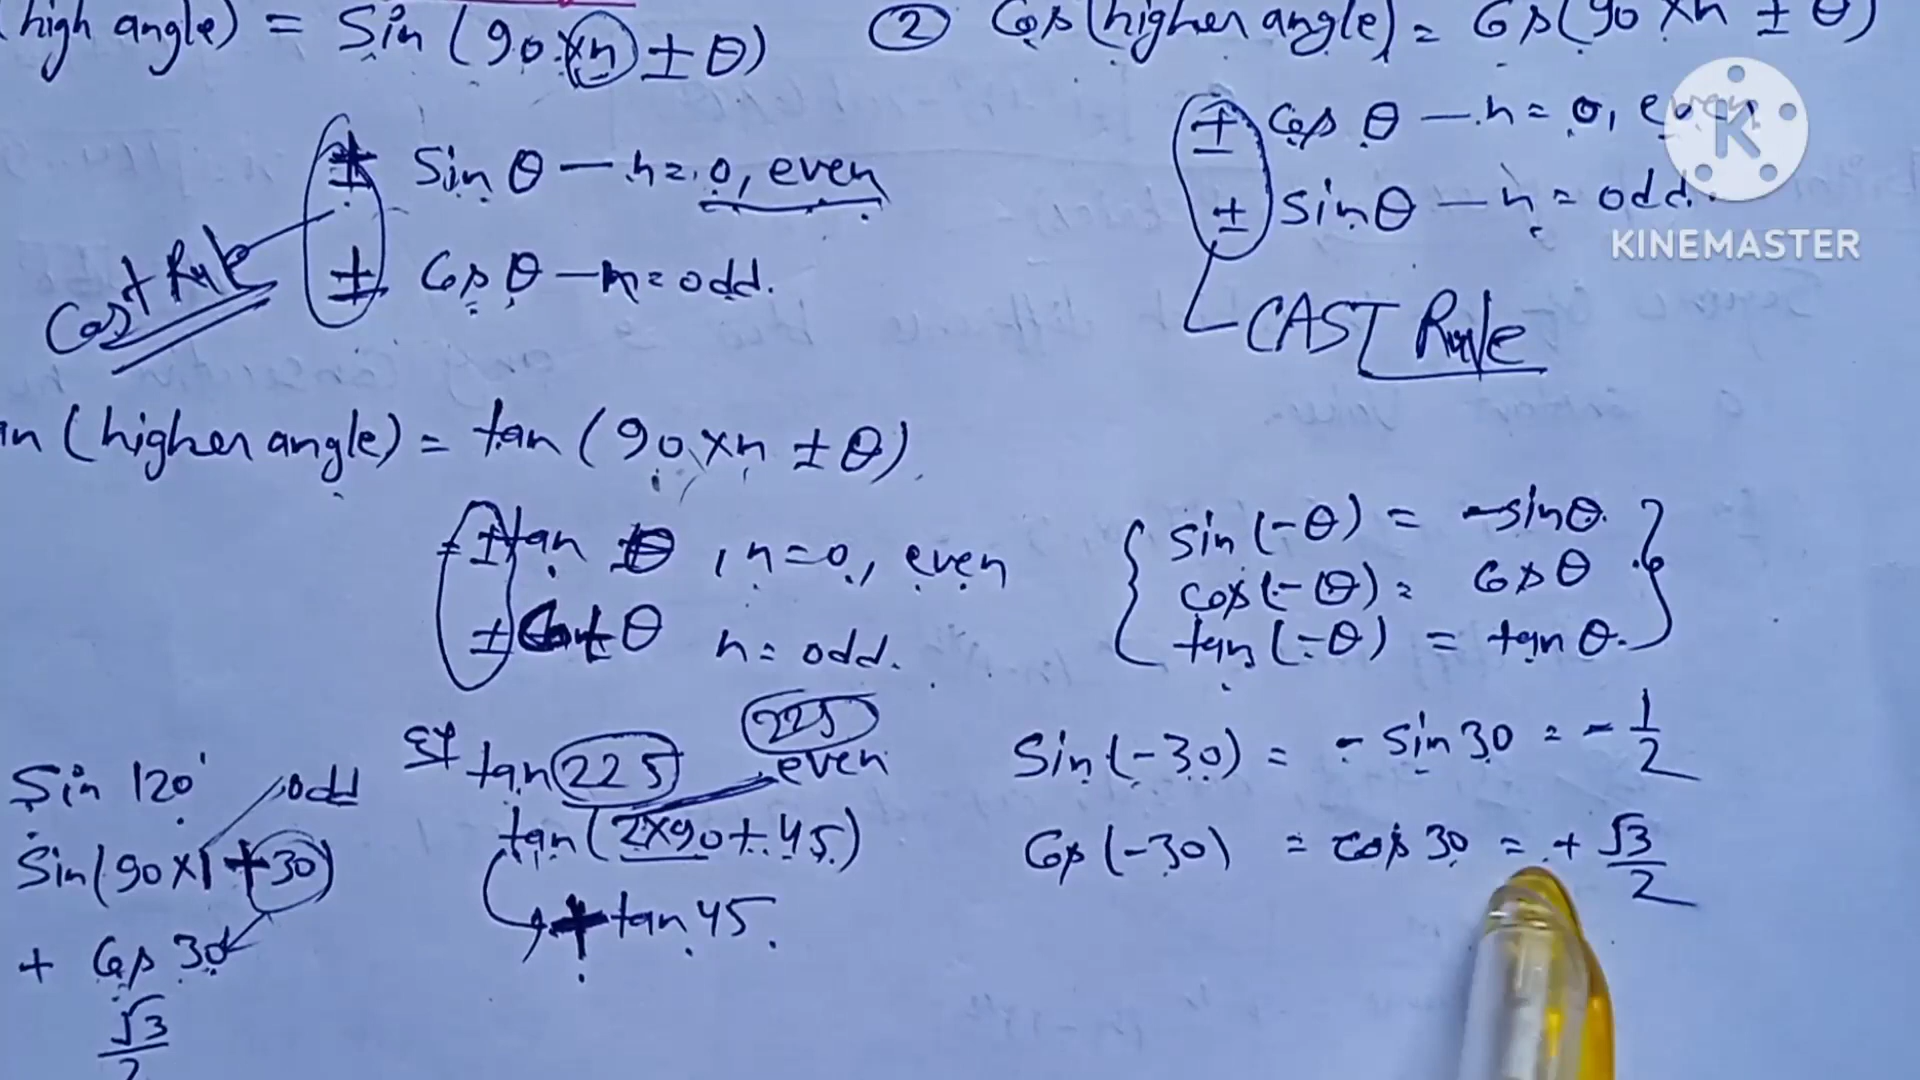 (high angle) = Sin (90 × n ± θ)
± Sin θ — n = 0, even
± Cos θ — n = odd.
Cast Rule
② Cos (higher angle) = Cos (90 × n ± θ)
± Cos θ — n = 0, even
± sin θ — n = odd.
CAST Rule
K
KINEMASTER
an (higher angle) = tan (90 × n ± θ).
± tan θ, n = 0, even
± Cot θ n = odd.
sin (-θ) = -sin θ.
cos (-θ) = Cos θ
tan (-θ) = tan θ.
Sin 120° odd
Sin (90 × 1 + 30)
+ Cos 30
√3/2
tan 225 225 even
tan (2×90 + 45)
+ tan 45.
Sin (-30) = - sin 30 = - 1/2
Cos (-30) = cos 30 = + √3/2